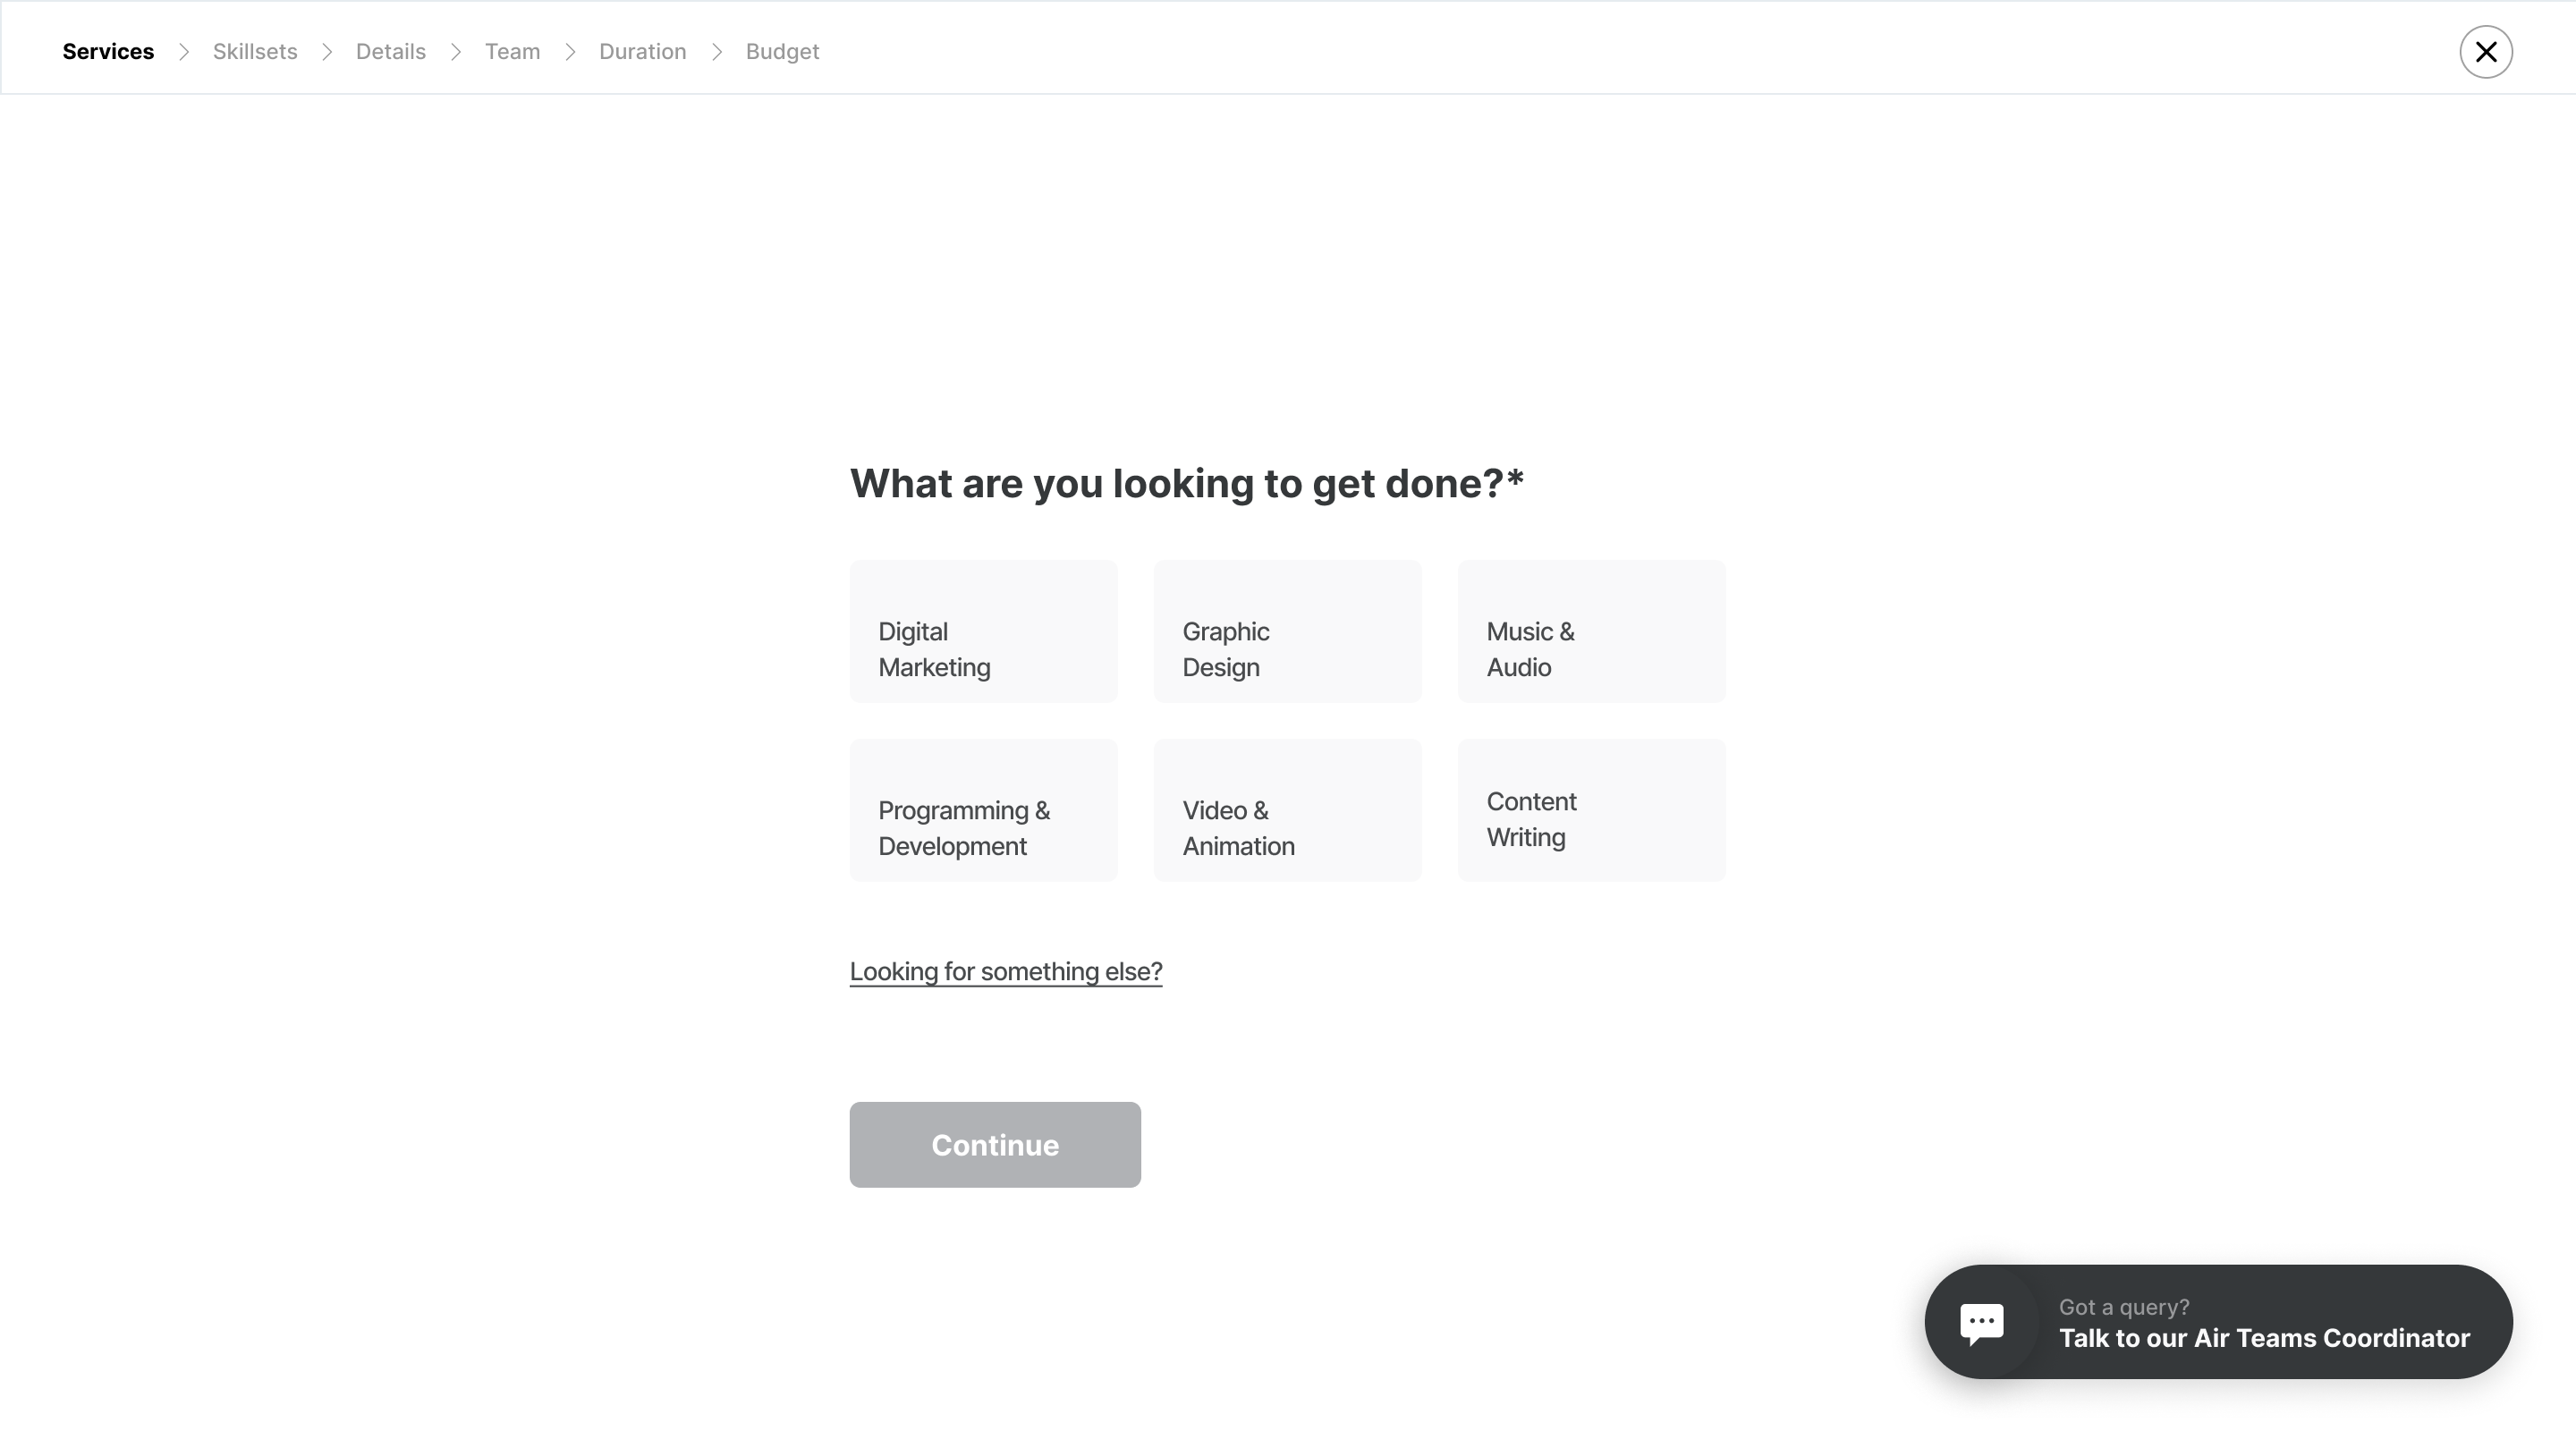 Services > Skillsets > Details > Team > Duration > Budget
What are you looking to get done?*
Digital
Marketing
Graphic
Design
Music &
Audio
Programming &
Development
Video &
Animation
Content
Writing
Looking for something else?
Continue
Got a query?
Talk to our Air Teams Coordinator